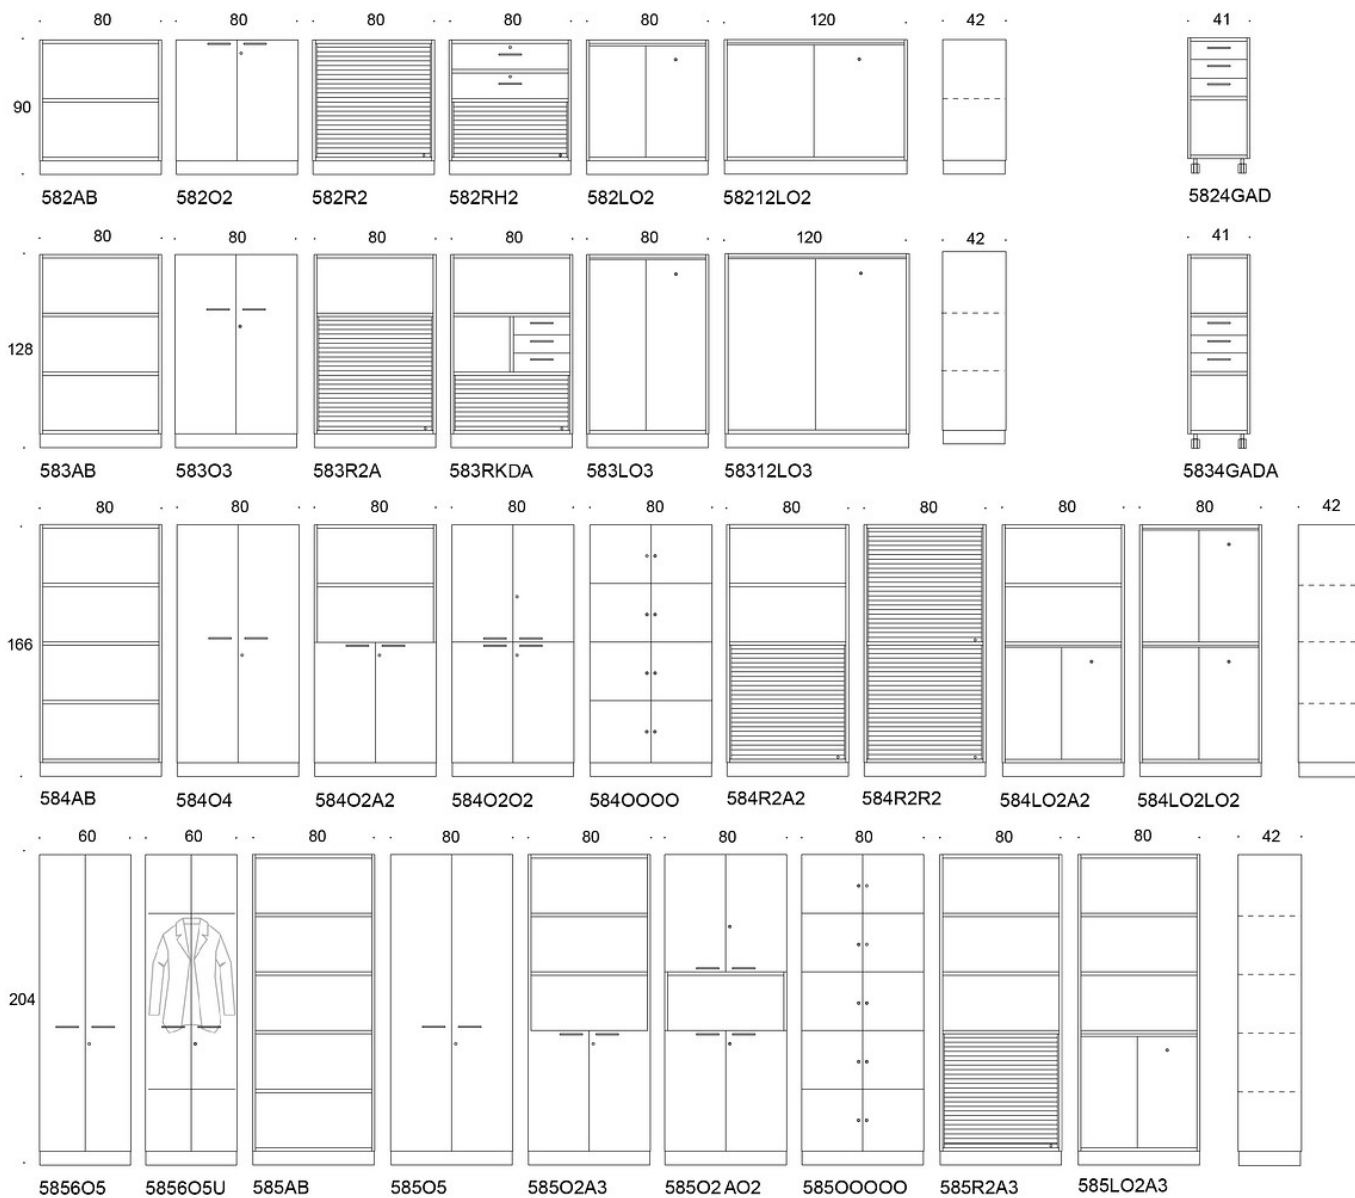 80 80 80 80 80 120 42 41
90
582AB 582O2 582R2 582RH2 582LO2 58212LO2 5824GAD
80 80 80 80 80 120 42 41
128
583AB 583O3 583R2A 583RKDA 583LO3 58312LO3 5834GADA
80 80 80 80 80 80 80 80 80 42
166
584AB 584O4 584O2A2 584O2O2 584OOOO 584R2A2 584R2R2 584LO2A2 584LO2LO2
60 60 80 80 80 80 80 80 80 42
204
5856O5 5856O5U 585AB 585O5 585O2A3 585O2 AO2 585OOOOO 585R2A3 585LO2A3